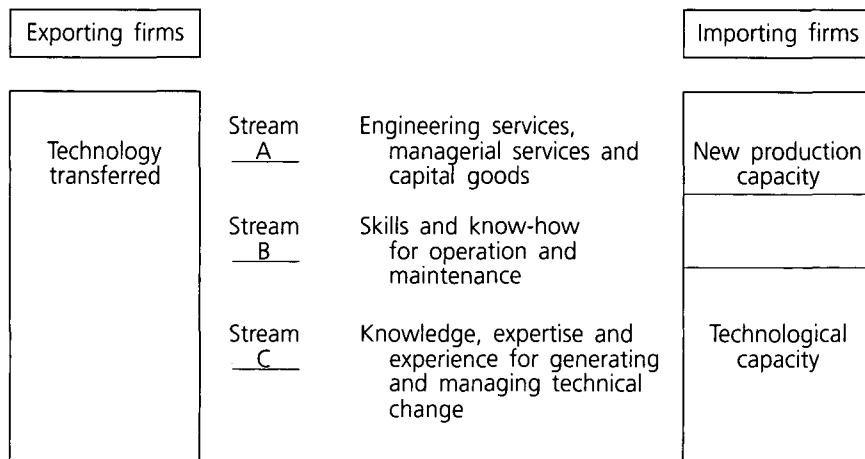 Exporting firms
Importing firms
Technology
transferred
Stream
A
Engineering services,
managerial services and
capital goods
New production
capacity
Stream
B
Skills and know-how
for operation and
maintenance
Stream
C
Knowledge, expertise and
experience for generating
and managing technical
change
Technological
capacity